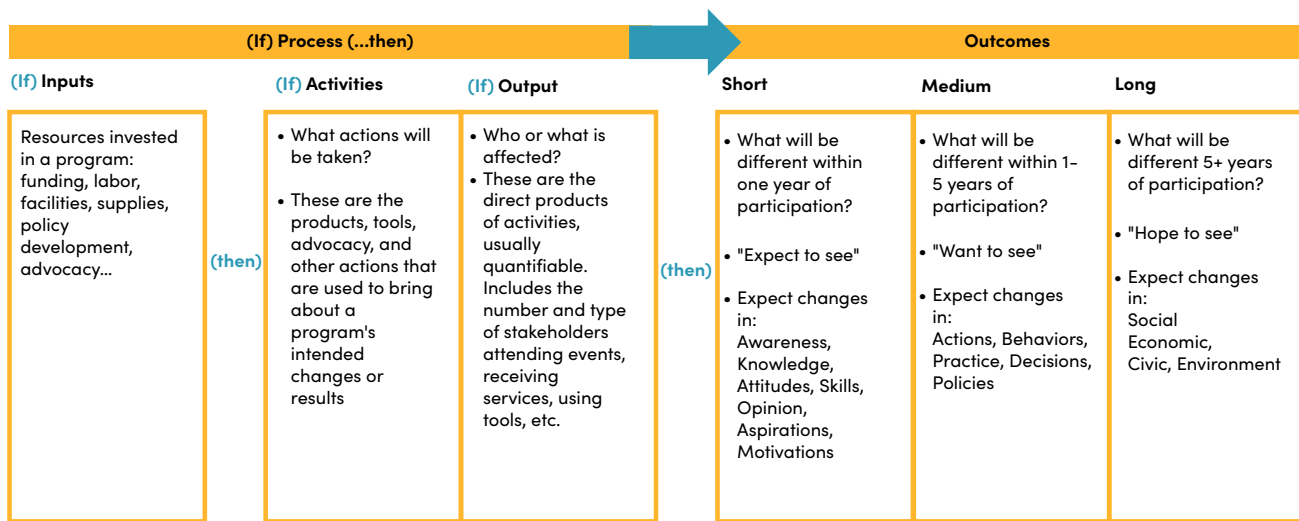 (If) Process (...then)
Outcomes
(If) Inputs
(If) Activities
(If) Output
Short
Medium
Long
Resources invested
in a program:
funding, labor,
facilities, supplies,
policy
development,
advocacy...
(then)
• What actions will
be taken?
• These are the
products, tools,
advocacy, and
other actions that
are used to bring
about a
program's
intended
changes or
results
• Who or what is
affected?
• These are the
direct products
of activities,
usually
quantifiable.
Includes the
number and type
of stakeholders
attending events,
receiving
services, using
tools, etc.
(then)
• What will be
different within
one year of
participation?
• "Expect to see"
• Expect changes
in:
Awareness,
Knowledge,
Attitudes, Skills,
Opinion,
Aspirations,
Motivations
• What will be
different within 1-
5 years of
participation?
• "Want to see"
• Expect changes
in:
Actions, Behaviors,
Practice, Decisions,
Policies
• What will be
different 5+ years
of participation?
• "Hope to see"
• Expect changes
in:
Social
Economic,
Civic, Environment